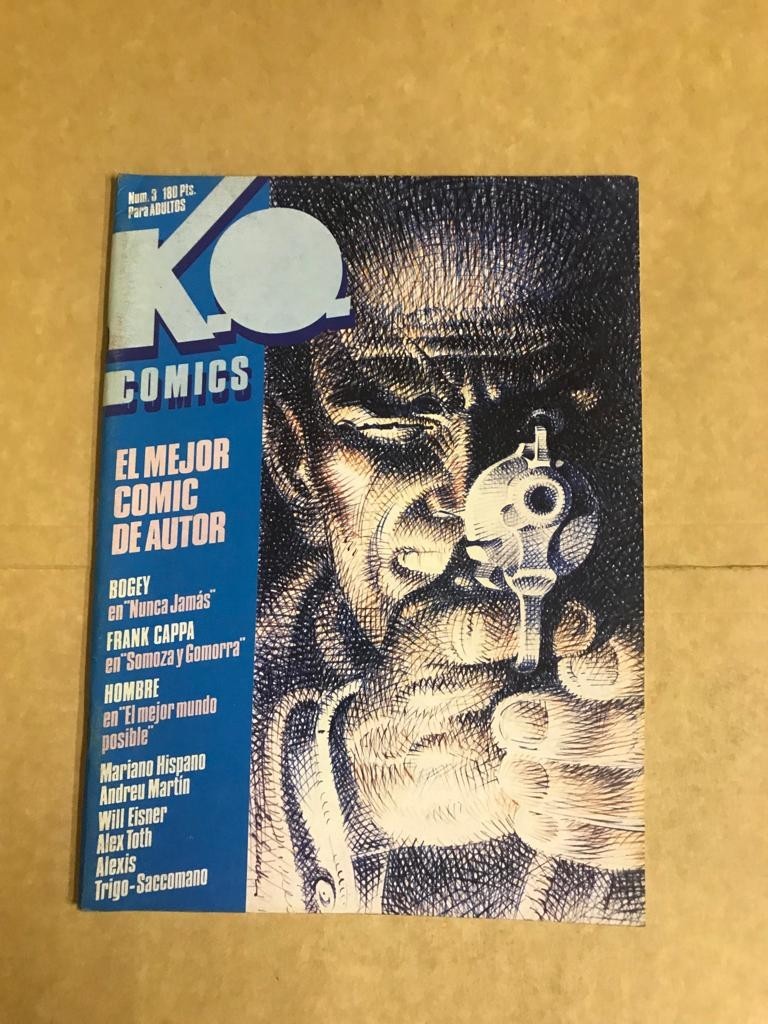 Num. 3 180 Pts.
Para ADULTOS
K.O.
COMICS
EL MEJOR
COMIC
DE AUTOR
BOGEY
en "Nunca Jamás"
FRANK CAPPA
en "Somoza y Gomorra"
HOMBRE
en "El mejor mundo
posible"
Mariano Hispano
Andreu Martín
Will Eisner
Alex Toth
Alexis
Trigo-Saccomano